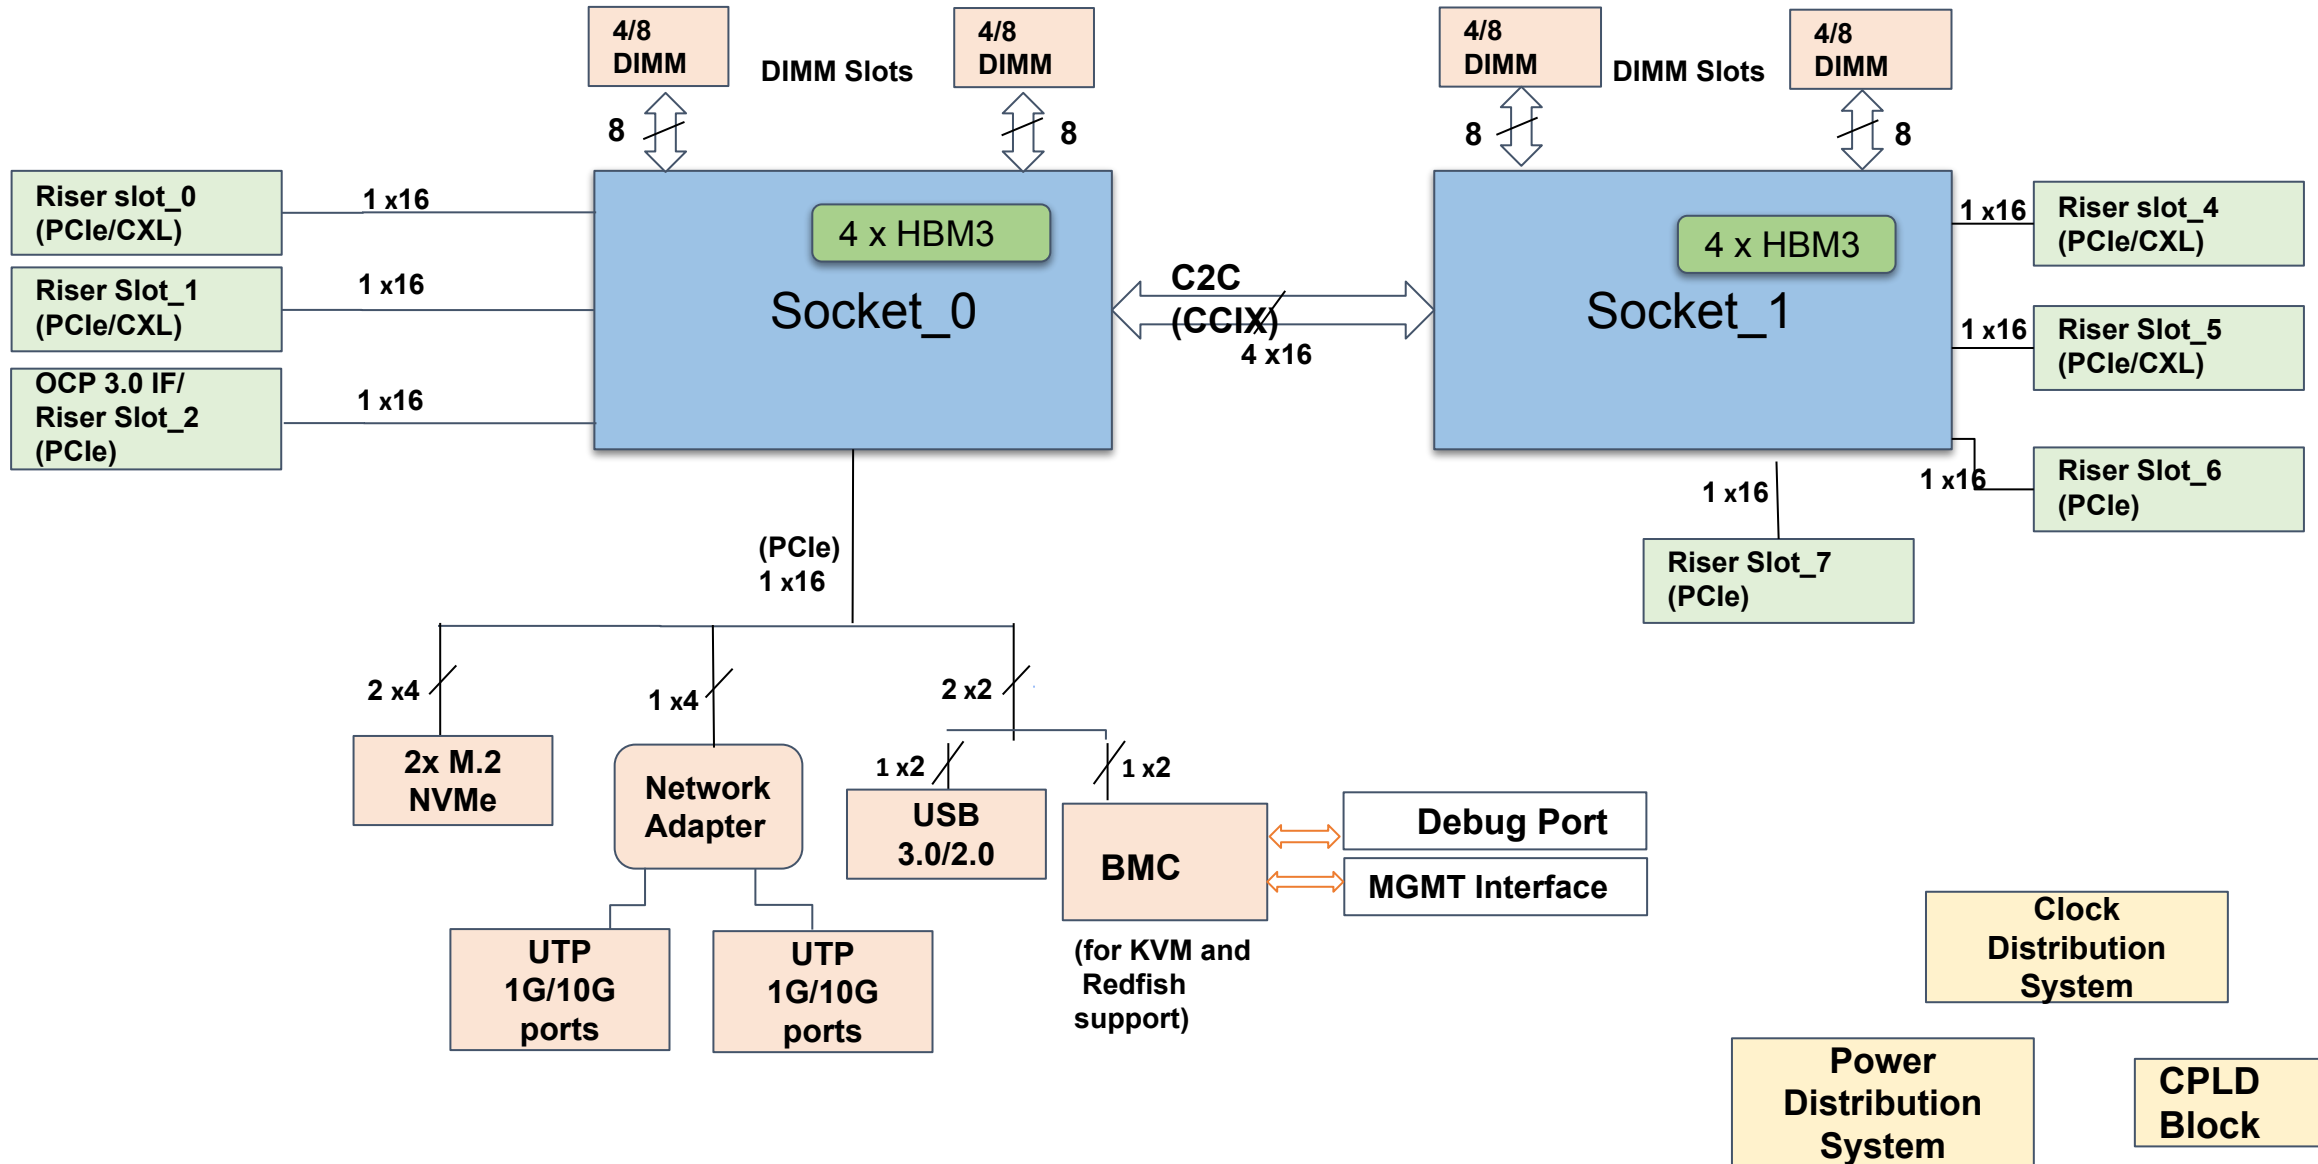 4/8
DIMM
DIMM Slots
4/8
DIMM
4/8
DIMM
DIMM Slots
4/8
DIMM
8
8
8
8
Riser slot_0
(PCIe/CXL)
1 x16
Riser Slot_1
(PCIe/CXL)
1 x16
OCP 3.0 IF/
Riser Slot_2
(PCIe)
1 x16
4 x HBM3
Socket_0
C2C
(CCIX)
4 x16
4 x HBM3
Socket_1
1 x16
Riser slot_4
(PCIe/CXL)
1 x16
Riser Slot_5
(PCIe/CXL)
1 x16
Riser Slot_6
(PCIe)
1 x16
Riser Slot_7
(PCIe)
(PCIe)
1 x16
2 x4
1 x4
2 x2
2x M.2
NVMe
Network
Adapter
1 x2
1 x2
USB
3.0/2.0
BMC
Debug Port
MGMT Interface
(for KVM and
Redfish
support)
UTP
1G/10G
ports
UTP
1G/10G
ports
Clock
Distribution
System
Power
Distribution
System
CPLD
Block